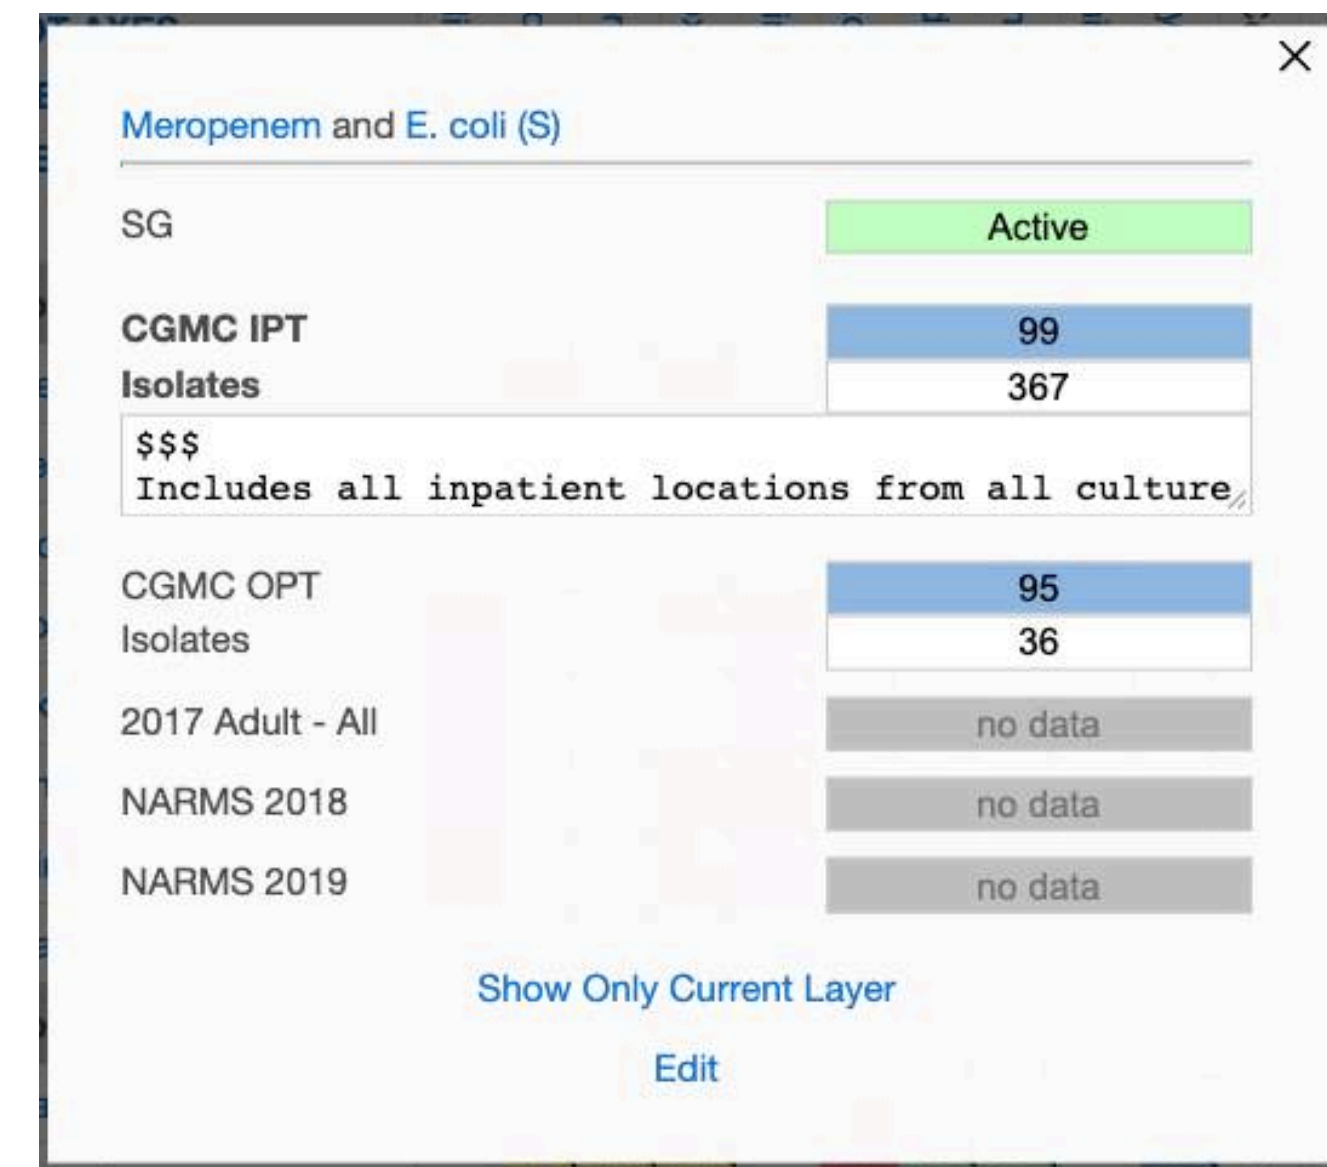 Meropenem and E. coli (S)
SG Active
CGMC IPT 99
Isolates 367
$$$
Includes all inpatient locations from all culture
CGMC OPT 95
Isolates 36
2017 Adult - All no data
NARMS 2018 no data
NARMS 2019 no data
Show Only Current Layer
Edit